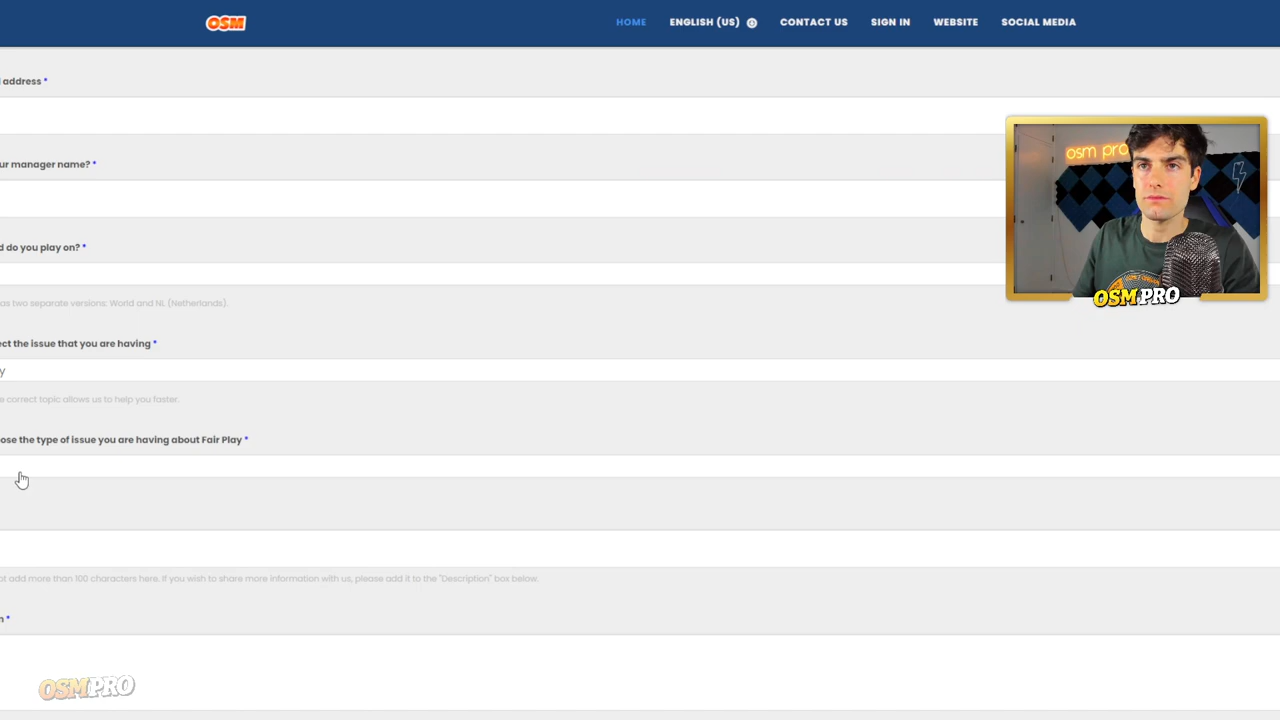 OSM
HOME
ENGLISH (US)
CONTACT US
SIGN IN
WEBSITE
SOCIAL MEDIA
address *
ur manager name? *
osm pro
d do you play on? *
OSM PRO
as two separate versions: World and NL (Netherlands).
ect the issue that you are having *
y
e correct topic allows us to help you faster.
ose the type of issue you are having about Fair Play *
ot add more than 100 characters here. If you wish to share more information with us, please add it to the "Description" box below.
n *
OSMPRO